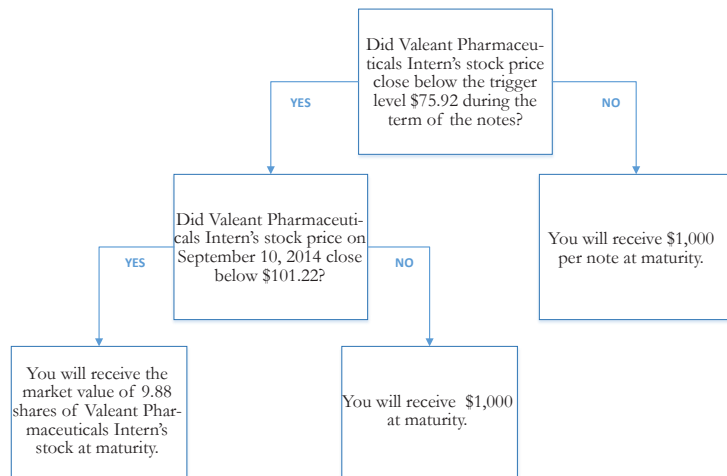 Did Valeant Pharmaceu-
ticals Intern's stock price
close below the trigger
level $75.92 during the
term of the notes?
YES
NO
Did Valeant Pharmaceuti-
cals Intern's stock price on
September 10, 2014 close
below $101.22?
You will receive $1,000
per note at maturity.
YES
NO
You will receive the
market value of 9.88
shares of Valeant Phar-
maceuticals Intern's
stock at maturity.
You will receive  $1,000
at maturity.